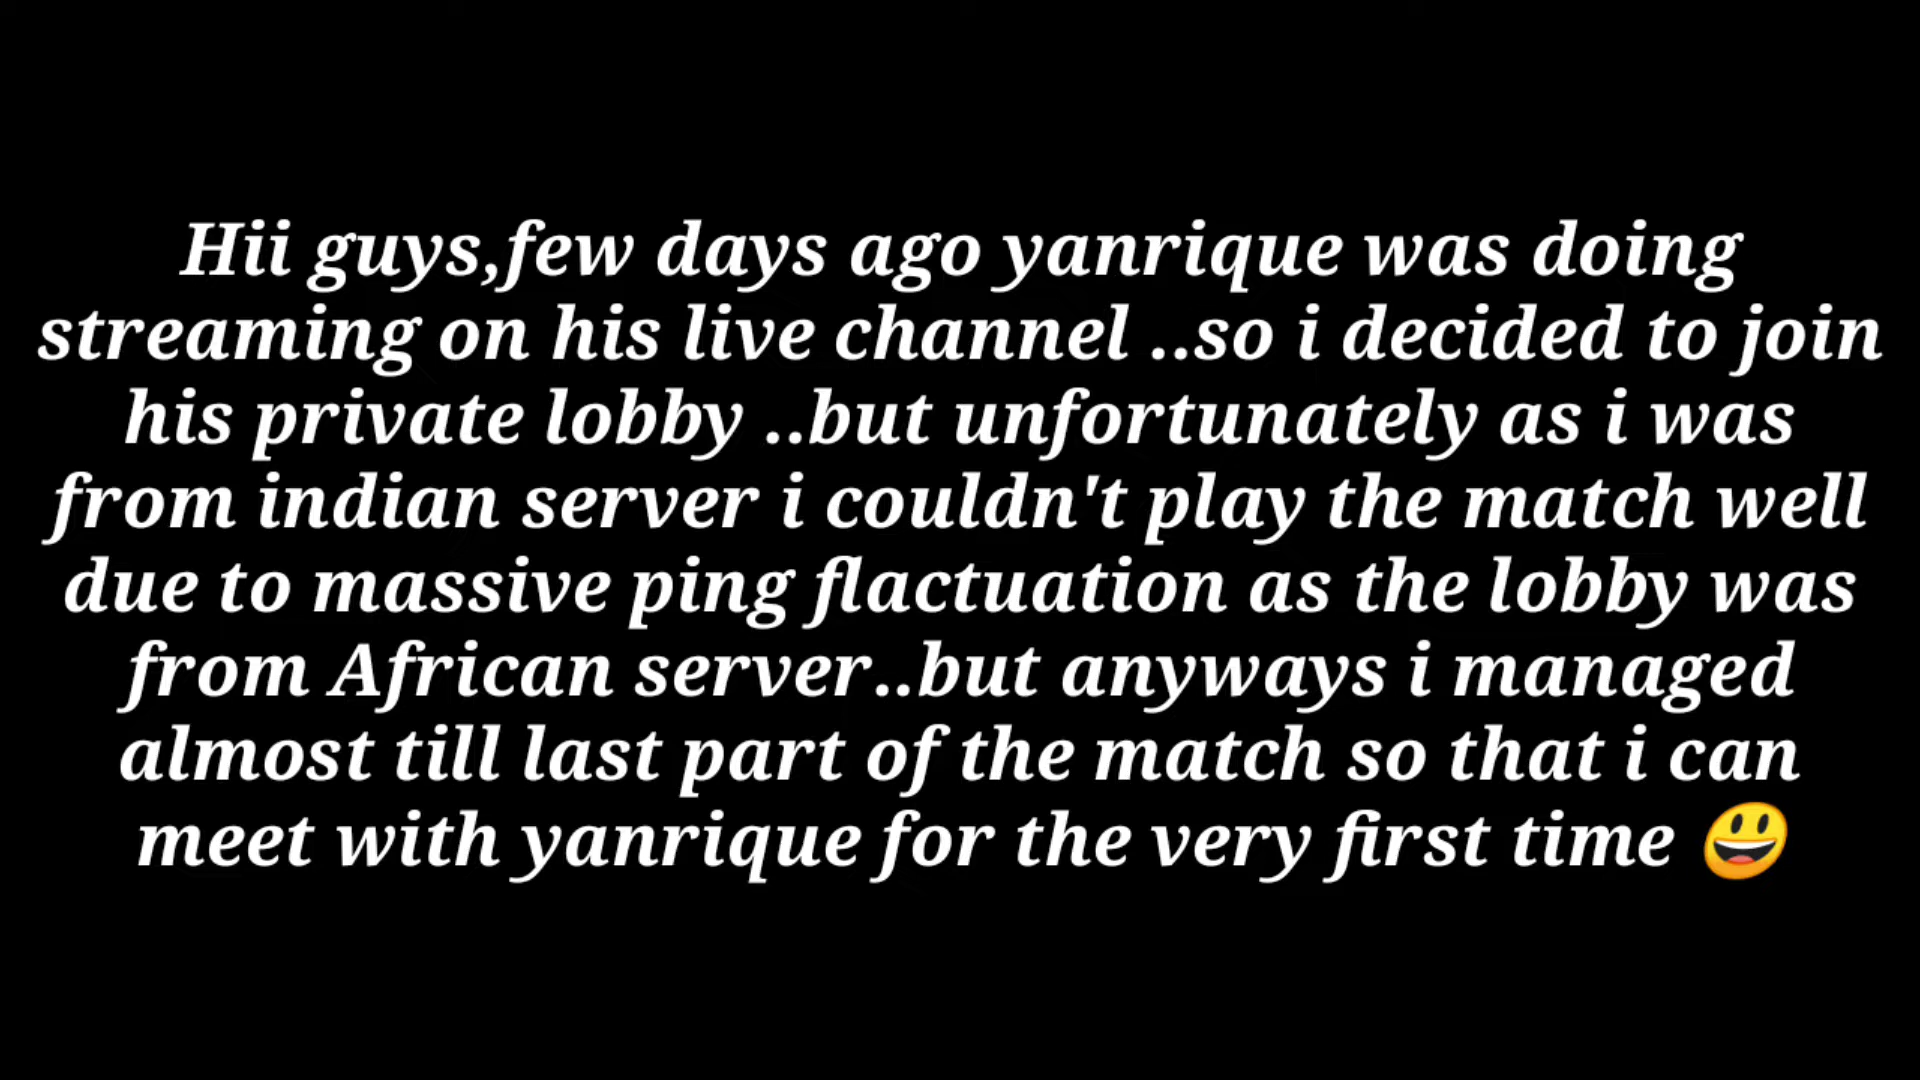 Hii guys,few days ago yanrique was doing
streaming on his live channel ..so i decided to join
his private lobby ..but unfortunately as i was
from indian server i couldn't play the match well
due to massive ping flactuation as the lobby was
from African server..but anyways i managed
almost till last part of the match so that i can
meet with yanrique for the very first time 😃